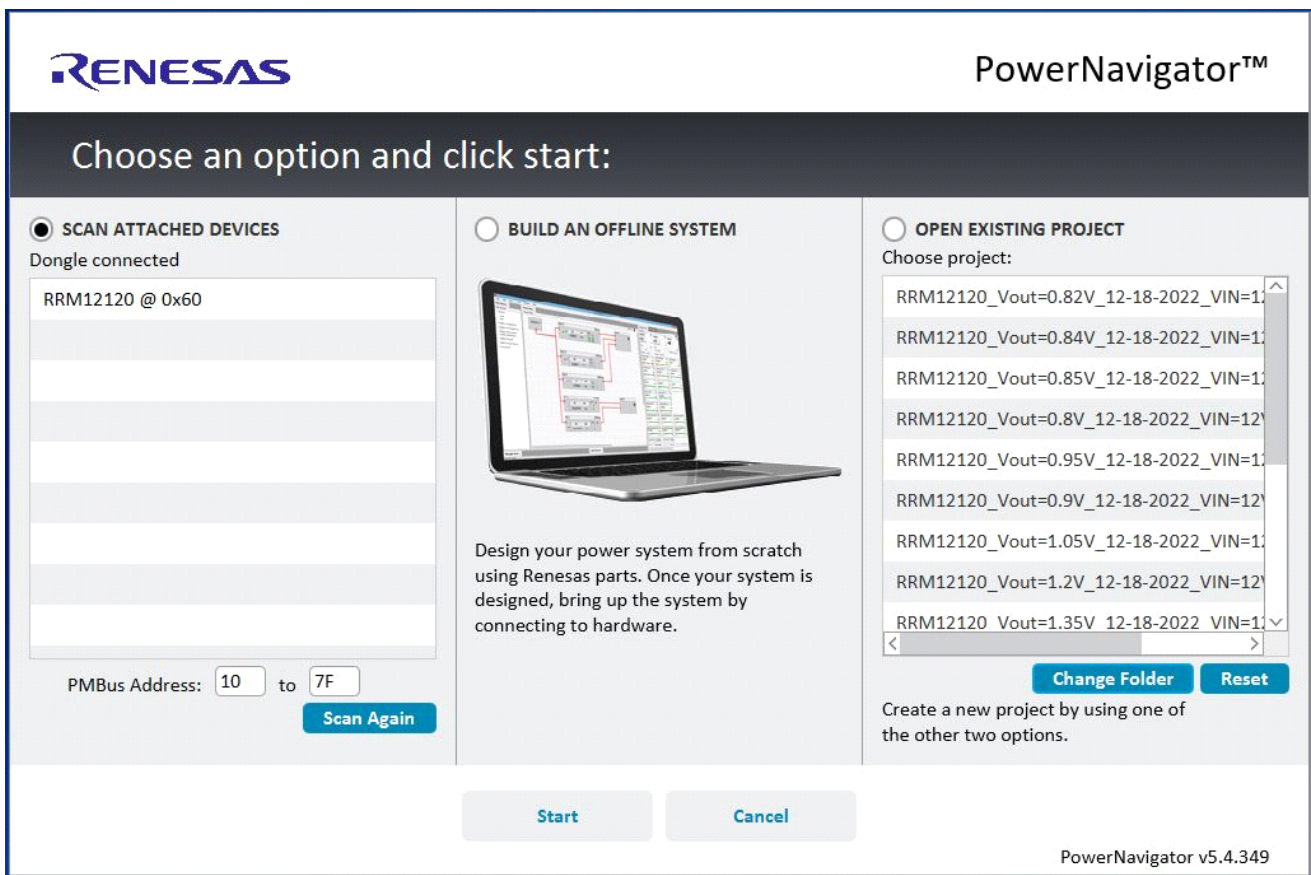 RENESAS
PowerNavigator™
Choose an option and click start:
SCAN ATTACHED DEVICES
Dongle connected
RRM12120 @ 0x60
PMBus Address: 10 to 7F
Scan Again
BUILD AN OFFLINE SYSTEM
Design your power system from scratch
using Renesas parts. Once your system is
designed, bring up the system by
connecting to hardware.
OPEN EXISTING PROJECT
Choose project:
RRM12120_Vout=0.82V_12-18-2022_VIN=12
RRM12120_Vout=0.84V_12-18-2022_VIN=12
RRM12120_Vout=0.85V_12-18-2022_VIN=12
RRM12120_Vout=0.8V_12-18-2022_VIN=12V
RRM12120_Vout=0.95V_12-18-2022_VIN=12
RRM12120_Vout=0.9V_12-18-2022_VIN=12V
RRM12120_Vout=1.05V_12-18-2022_VIN=12
RRM12120_Vout=1.2V_12-18-2022_VIN=12V
RRM12120_Vout=1.35V_12-18-2022_VIN=12
Change Folder
Reset
Create a new project by using one of
the other two options.
Start
Cancel
PowerNavigator v5.4.349